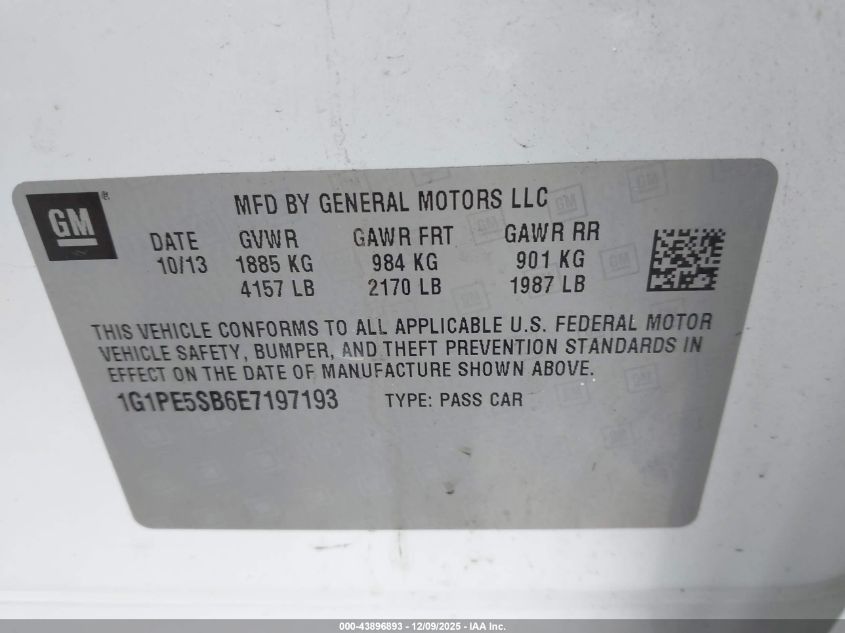 GM®
MFD BY GENERAL MOTORS LLC
DATE GVWR GAWR FRT GAWR RR
10/13 1885 KG 984 KG 901 KG
4157 LB 2170 LB 1987 LB
THIS VEHICLE CONFORMS TO ALL APPLICABLE U.S. FEDERAL MOTOR
VEHICLE SAFETY, BUMPER, AND THEFT PREVENTION STANDARDS IN
EFFECT ON THE DATE OF MANUFACTURE SHOWN ABOVE.
1G1PE5SB6E7197193 TYPE: PASS CAR
000-43896893 - 12/09/2025 - IAA Inc.